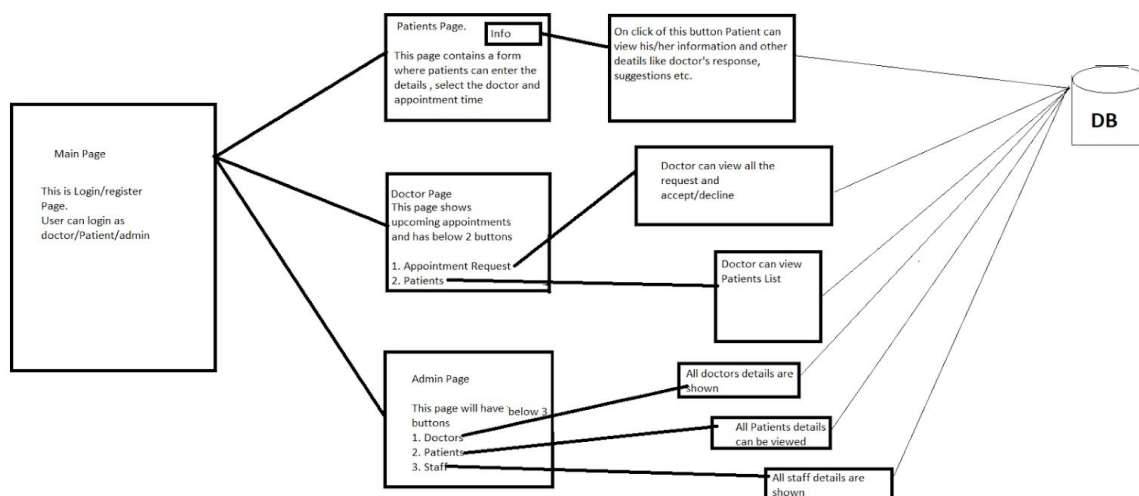 Main Page
This is Login/register
Page.
User can login as
doctor/Patient/admin
Patients Page.
Info
This page contains a form
where patients can enter the
details , select the doctor and
appointment time
On click of this button Patient can
view his/her information and other
deatils like doctor's response,
suggestions etc.
Doctor Page
This page shows
upcoming appointments
and has below 2 buttons
1. Appointment Request
2. Patients
Doctor can view all the
request and
accept/decline
Doctor can view
Patients List
Admin Page
This page will have below 3
buttons
1. Doctors
2. Patients
3. Staff
All doctors details are
shown
All Patients details
can be viewed
All staff details are
shown
DB